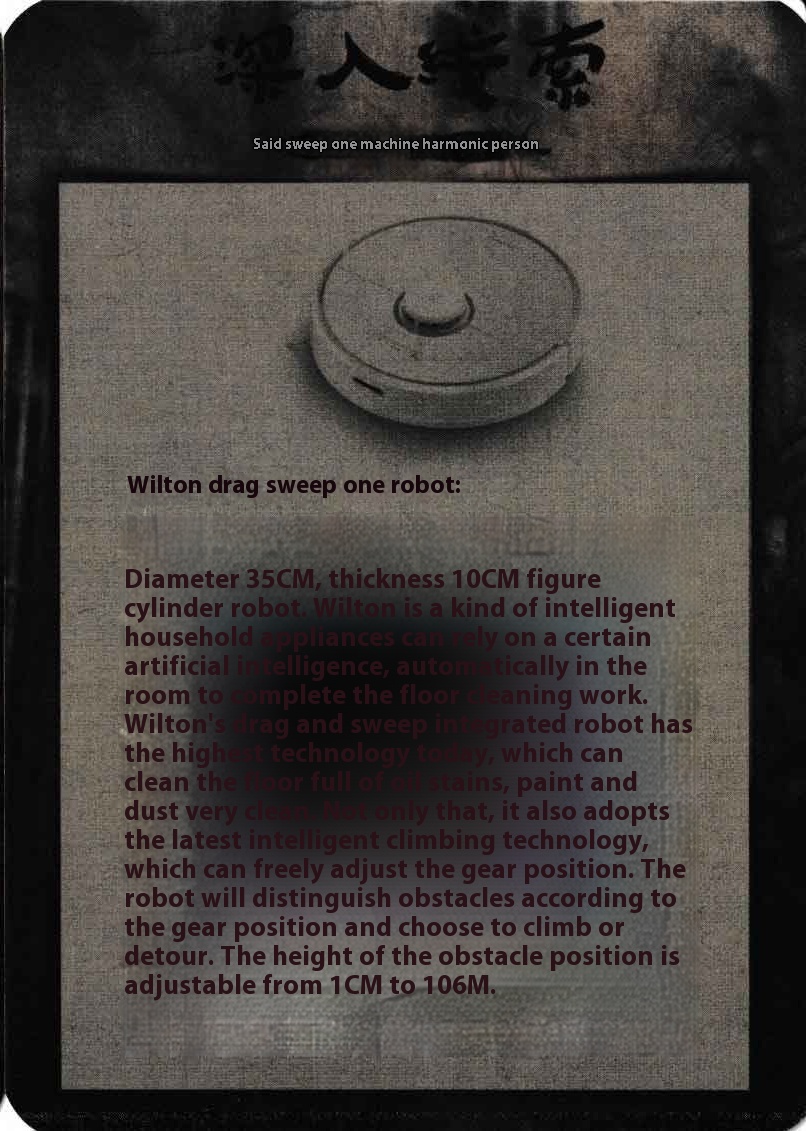 深入线索
Said sweep one machine harmonic person
Wilton drag sweep one robot:
Diameter 35CM, thickness 10CM figure
cylinder robot. Wilton is a kind of intelligent
household appliances can rely on a certain
artificial intelligence, automatically in the
room to complete the floor cleaning work.
Wilton's drag and sweep integrated robot has
the highest technology today, which can
clean the floor full of oil stains, paint and
dust very clean. Not only that, it also adopts
the latest intelligent climbing technology,
which can freely adjust the gear position. The
robot will distinguish obstacles according to
the gear position and choose to climb or
detour. The height of the obstacle position is
adjustable from 1CM to 106M.